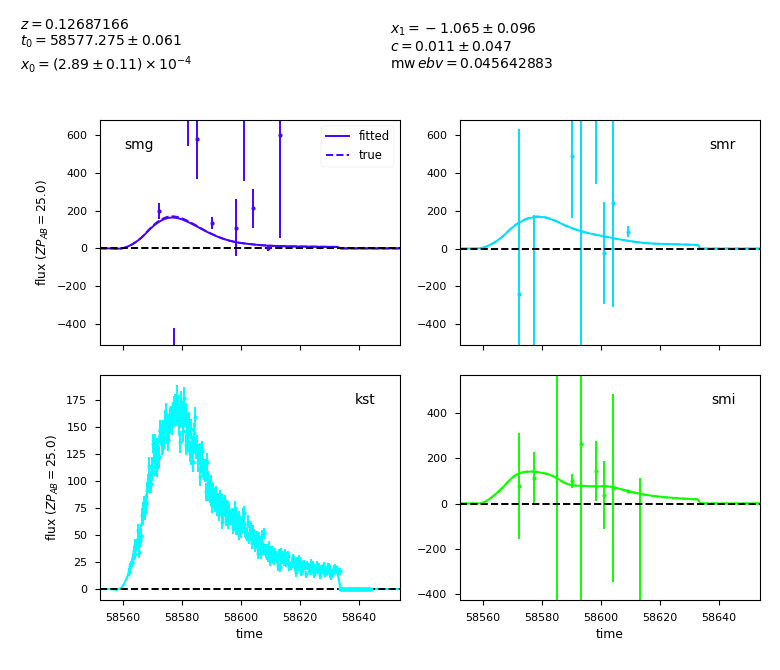 z = 0.12687166
t₀ = 58577.275 ± 0.061
x₀ = (2.89 ± 0.11) × 10⁻⁴
x₁ = −1.065 ± 0.096
c = 0.011 ± 0.047
mw ebv = 0.045642883
smg
fitted
true
600
400
200
0
−200
−400
flux (ZP_AB = 25.0)
smr
600
400
200
0
−200
−400
kst
175
150
125
100
75
50
25
0
flux (ZP_AB = 25.0)
58560 58580 58600 58620 58640
time
smi
400
200
0
−200
−400
58560 58580 58600 58620 58640
time